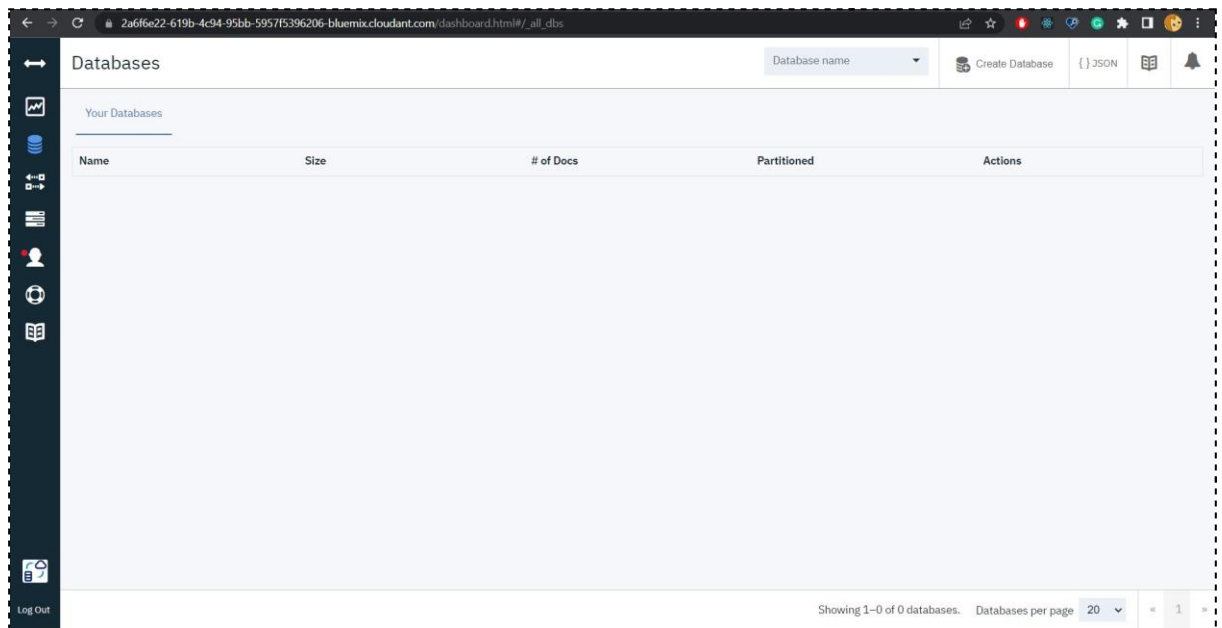 2a6f6e22-619b-4c94-95bb-5957f5396206-bluemix.cloudant.com/dashboard.html#/_all_dbs
Databases
Database name
Create Database
{ } JSON
Your Databases
Name Size # of Docs Partitioned Actions
Log Out
Showing 1–0 of 0 databases. Databases per page 20 « 1 »